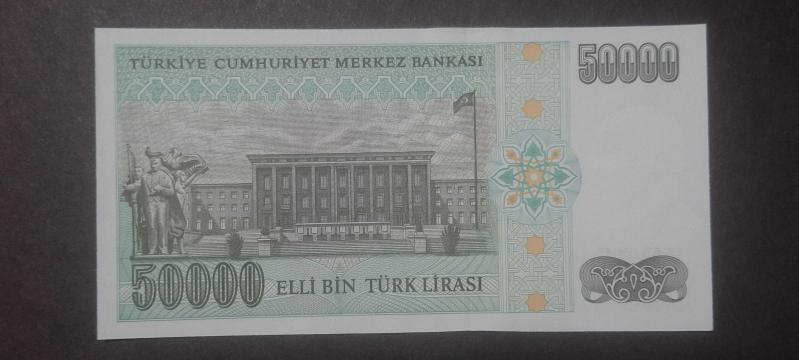 TÜRKİYE CUMHURİYET MERKEZ BANKASI
50000
50000
ELLİ BİN TÜRK LİRASI